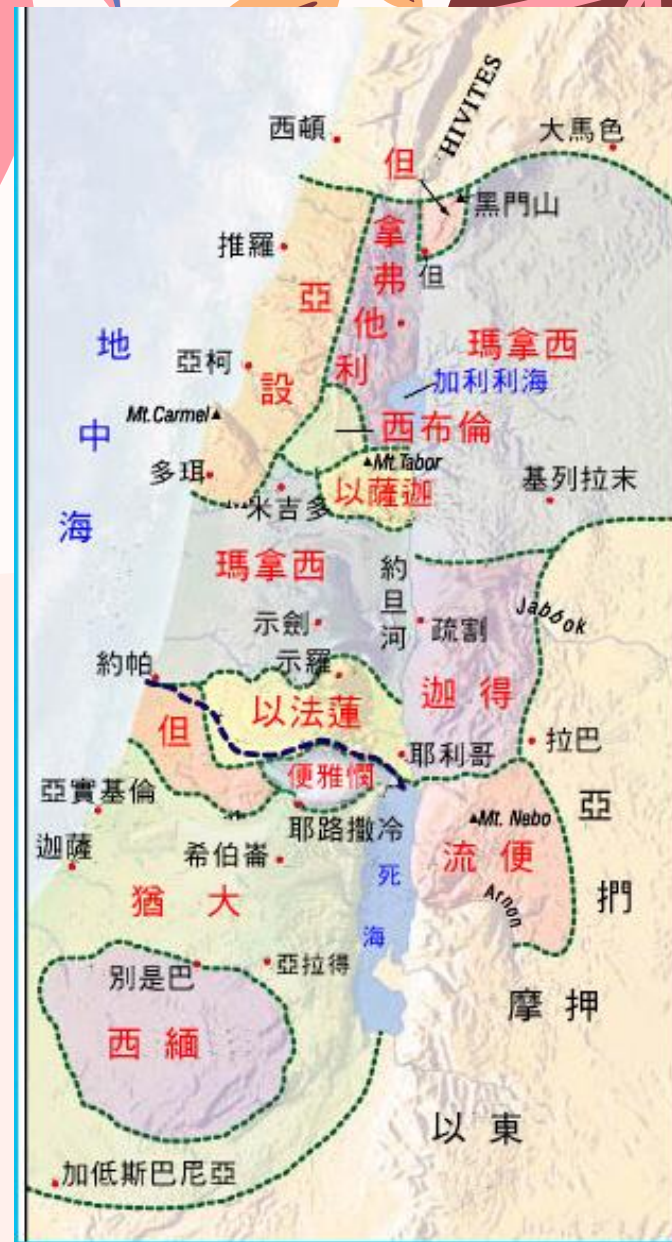 HIVITES
西頓
大馬色
但
黑門山
推羅
拿弗他利
但
亞設
地中海
亞柯
瑪拿西
加利利海
西布倫
Mt.Carmel
Mt.Tabor
多珥
米吉多
以薩迦
基列拉末
瑪拿西
約旦河
示劍
疏割
Jabbok
約帕
示羅
迦得
以法蓮
但
耶利哥
拉巴
便雅憫
亞實基倫
耶路撒冷
Mt. Nebo
亞捫
迦薩
希伯崙
死海
流便
猶大
Arnon
別是巴
亞拉得
摩押
西緬
以東
加低斯巴尼亞